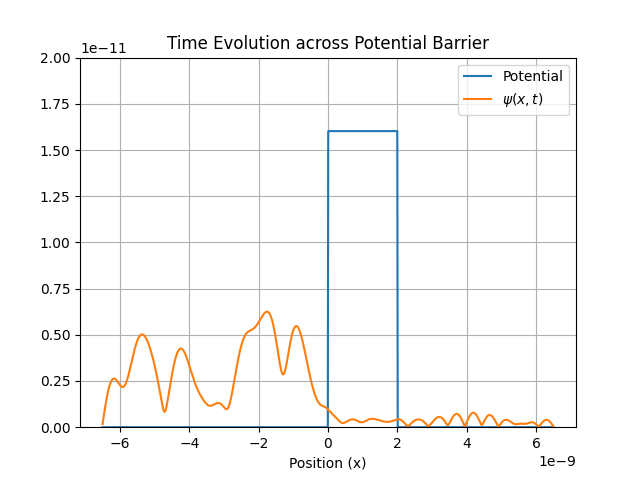 Time Evolution across Potential Barrier
1e−11
2.00
1.75
1.50
1.25
1.00
0.75
0.50
0.25
0.00
Potential
ψ(x, t)
−6
−4
−2
0
2
4
6
Position (x)
1e−9